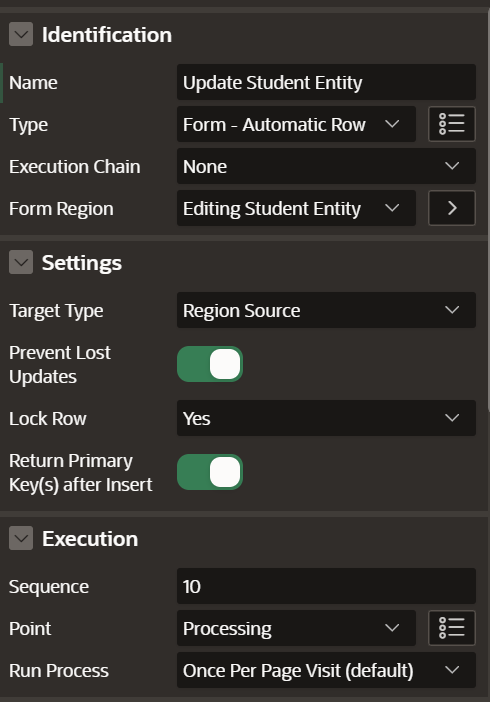 Identification
Name Update Student Entity
Type Form - Automatic Row
Execution Chain None
Form Region Editing Student Entity
Settings
Target Type Region Source
Prevent Lost
Updates
Lock Row Yes
Return Primary
Key(s) after Insert
Execution
Sequence 10
Point Processing
Run Process Once Per Page Visit (default)